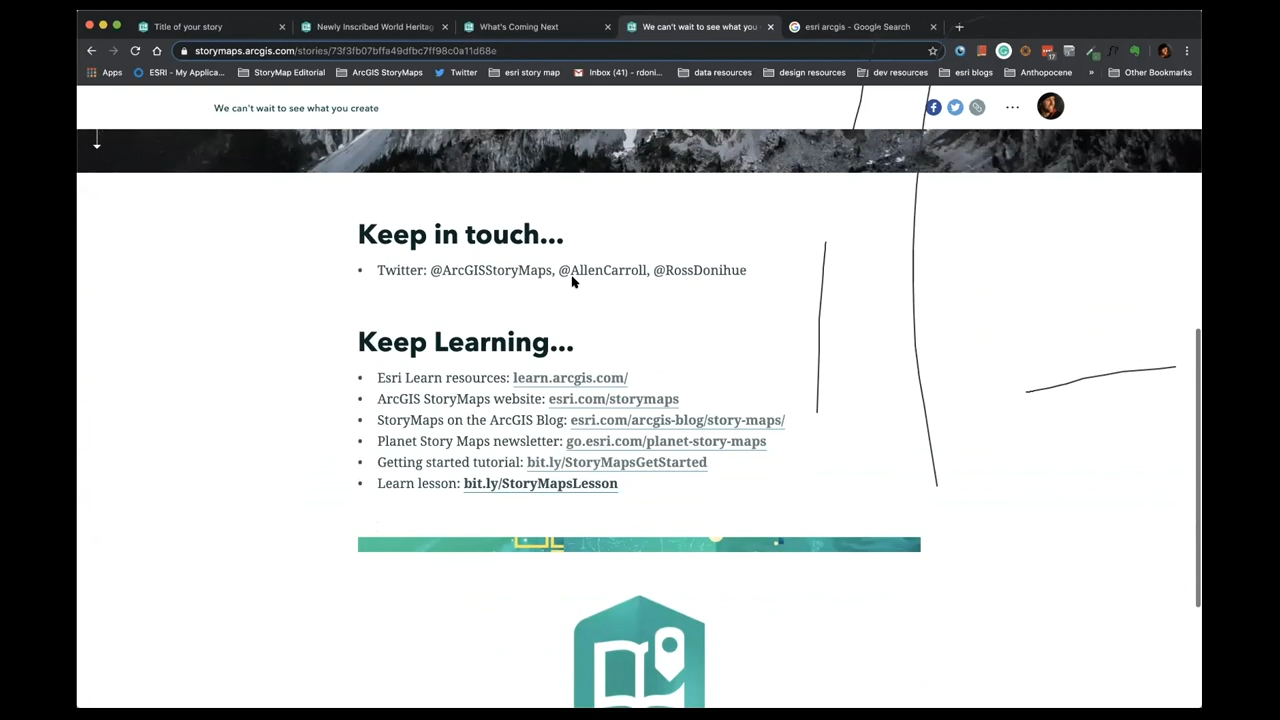 Title of your story
Newly Inscribed World Heritag
What's Coming Next
We can't wait to see what you
esri arcgis - Google Search
storymaps.arcgis.com/stories/73f3fb07bffa49dfbc7ff98c0a11d68e
17
Apps
ESRI - My Applica...
StoryMap Editorial
ArcGIS StoryMaps
Twitter
esri story map
Inbox (41) - rdoni...
data resources
design resources
dev resources
esri blogs
Anthopocene
»
Other Bookmarks
We can't wait to see what you create
Keep in touch...
• Twitter: @ArcGISStoryMaps, @AllenCarroll, @RossDonihue
Keep Learning...
• Esri Learn resources: learn.arcgis.com/
• ArcGIS StoryMaps website: esri.com/storymaps
• StoryMaps on the ArcGIS Blog: esri.com/arcgis-blog/story-maps/
• Planet Story Maps newsletter: go.esri.com/planet-story-maps
• Getting started tutorial: bit.ly/StoryMapsGetStarted
• Learn lesson: bit.ly/StoryMapsLesson